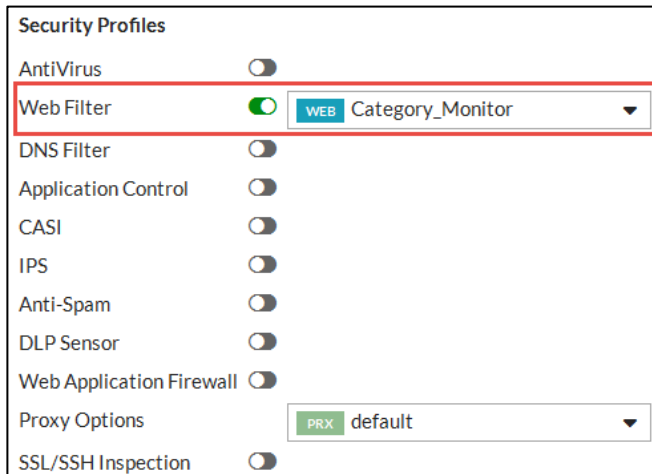 Security Profiles
AntiVirus
Web Filter WEB Category_Monitor
DNS Filter
Application Control
CASI
IPS
Anti-Spam
DLP Sensor
Web Application Firewall
Proxy Options PRX default
SSL/SSH Inspection